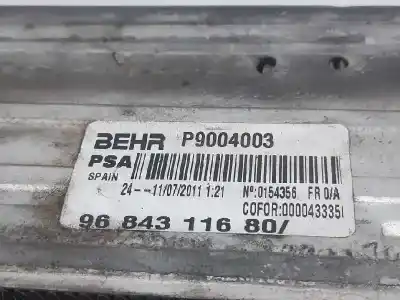 BEHR P9004003
PSA
SPAIN
24--11/07/2011 1:21 Nº:0154356 FR 0/A
COFOR:0000433350
96 843 116 80/